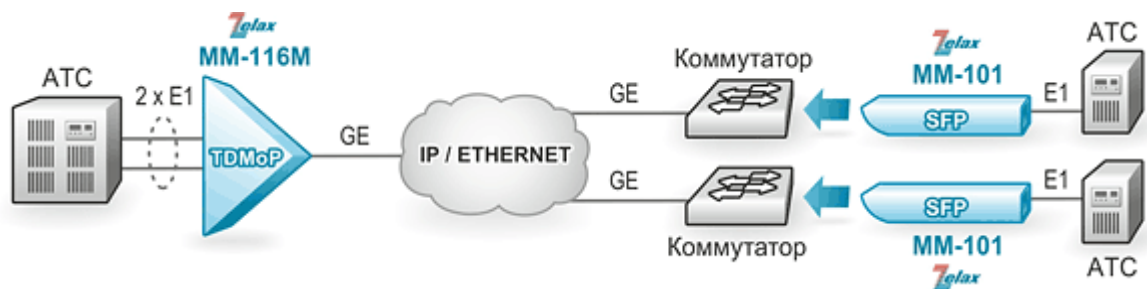 Zelax
MM-116M
АТС
2 x E1
TDMoP
GE
IP / ETHERNET
GE
Коммутатор
Zelax
MM-101
SFP
E1
АТС
GE
Коммутатор
SFP
MM-101
Zelax
E1
АТС